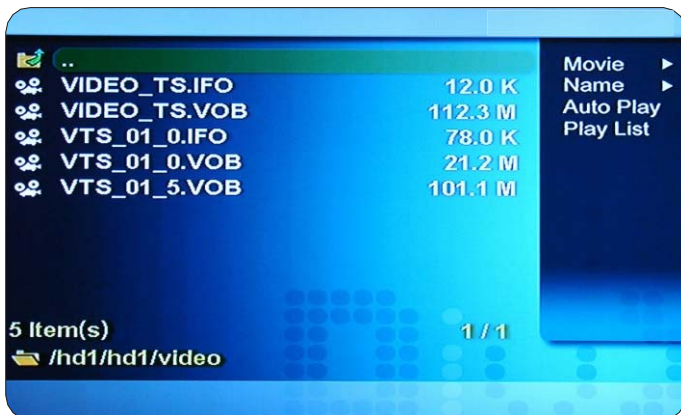 ..
VIDEO_TS.IFO 12.0 K
VIDEO_TS.VOB 112.3 M
VTS_01_0.IFO 78.0 K
VTS_01_0.VOB 21.2 M
VTS_01_5.VOB 101.1 M
Movie
Name
Auto Play
Play List
5 Item(s) 1 / 1
/hd1/hd1/video